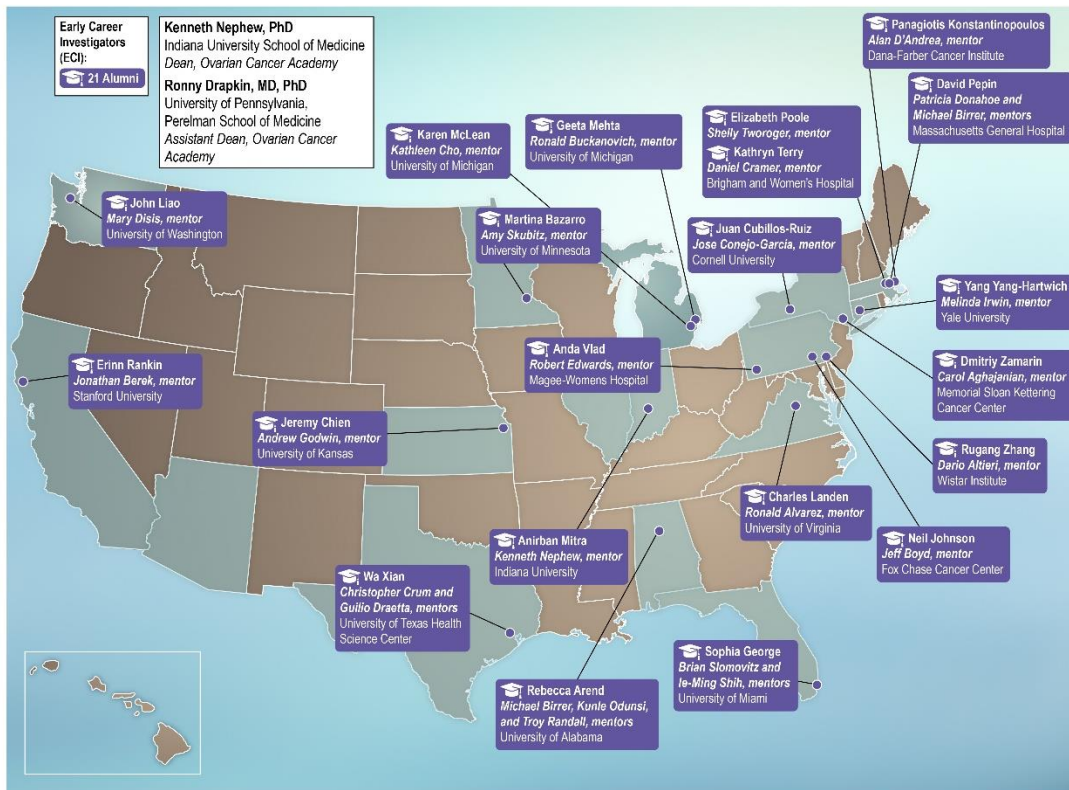 Early Career
Investigators
(ECI):
21 Alumni
Kenneth Nephew, PhD
Indiana University School of Medicine
Dean, Ovarian Cancer Academy
Ronny Drapkin, MD, PhD
University of Pennsylvania,
Perelman School of Medicine
Assistant Dean, Ovarian Cancer
Academy
Panagiotis Konstantinopoulos
Alan D'Andrea, mentor
Dana-Farber Cancer Institute
David Pepin
Patricia Donahoe and
Michael Birrer, mentors
Massachusetts General Hospital
Elizabeth Poole
Shelly Tworoger, mentor
Kathryn Terry
Daniel Cramer, mentor
Brigham and Women's Hospital
Geeta Mehta
Ronald Buckanovich, mentor
University of Michigan
Karen McLean
Kathleen Cho, mentor
University of Michigan
John Liao
Mary Disis, mentor
University of Washington
Martina Bazarro
Amy Skubitz, mentor
University of Minnesota
Juan Cubillos-Ruiz
Jose Conejo-Garcia, mentor
Cornell University
Yang Yang-Hartwich
Melinda Irwin, mentor
Yale University
Erinn Rankin
Jonathan Berek, mentor
Stanford University
Anda Vlad
Robert Edwards, mentor
Magee-Womens Hospital
Dmitriy Zamarin
Carol Aghajanian, mentor
Memorial Sloan Kettering
Cancer Center
Jeremy Chien
Andrew Godwin, mentor
University of Kansas
Rugang Zhang
Dario Altieri, mentor
Wistar Institute
Charles Landen
Ronald Alvarez, mentor
University of Virginia
Anirban Mitra
Kenneth Nephew, mentor
Indiana University
Neil Johnson
Jeff Boyd, mentor
Fox Chase Cancer Center
Wa Xian
Christopher Crum and
Guilio Draetta, mentors
University of Texas Health
Science Center
Sophia George
Brian Slomovitz and
Ie-Ming Shih, mentors
University of Miami
Rebecca Arend
Michael Birrer, Kunle Odunsi,
and Troy Randall, mentors
University of Alabama